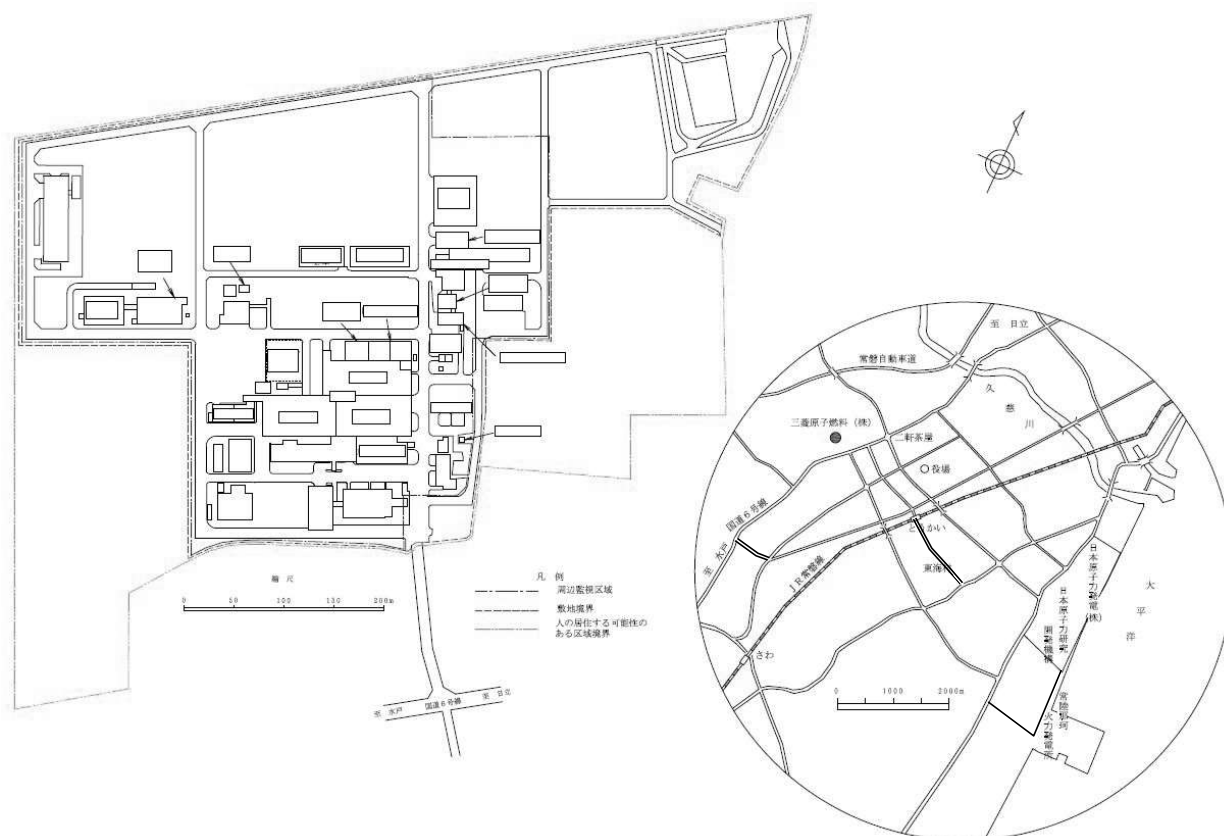 縮尺
0 50 100 150 200m
凡 例
周辺監視区域
敷地境界
人の居住する可能性の
ある区域境界
至 水戸
国道6号線
至 日立
至 日立
常磐自動車道
久慈川
三菱原子燃料(株)
二軒茶屋
役場
国道6号線
至 水戸
とうかい
JR常磐線
東海村
さわ
0 1000 2000m
日本原子力発電(株)
日本原子力研究
開発機構
常陸那珂
火力発電所
太平洋